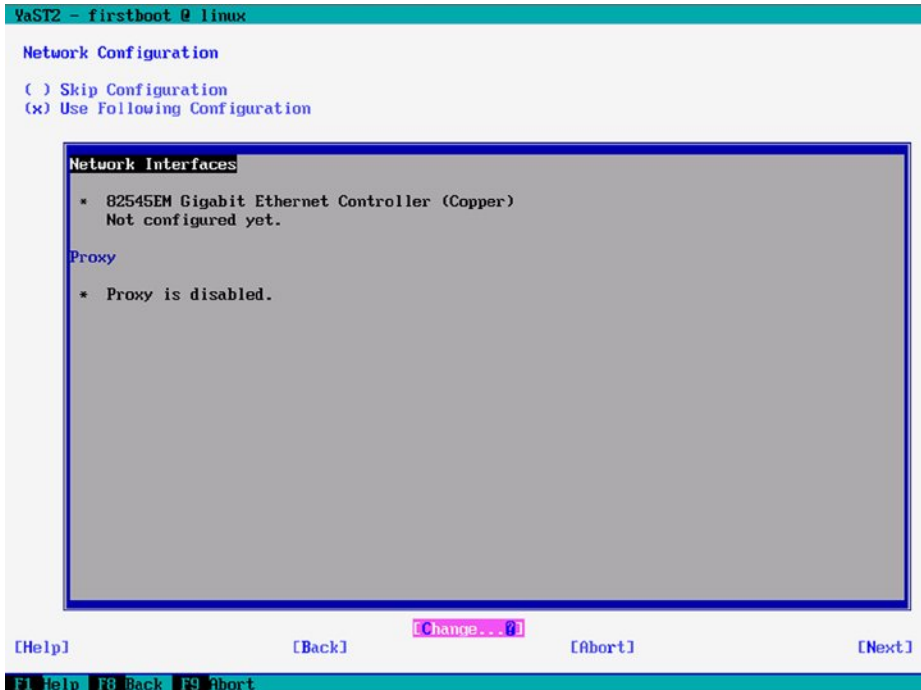 YaST2 - firstboot @ linux
Network Configuration
( ) Skip Configuration
(x) Use Following Configuration
Network Interfaces
* 82545EM Gigabit Ethernet Controller (Copper)
Not configured yet.
Proxy
* Proxy is disabled.
[Change...?]
[Help] [Back] [Abort] [Next]
F1 Help F8 Back F9 Abort